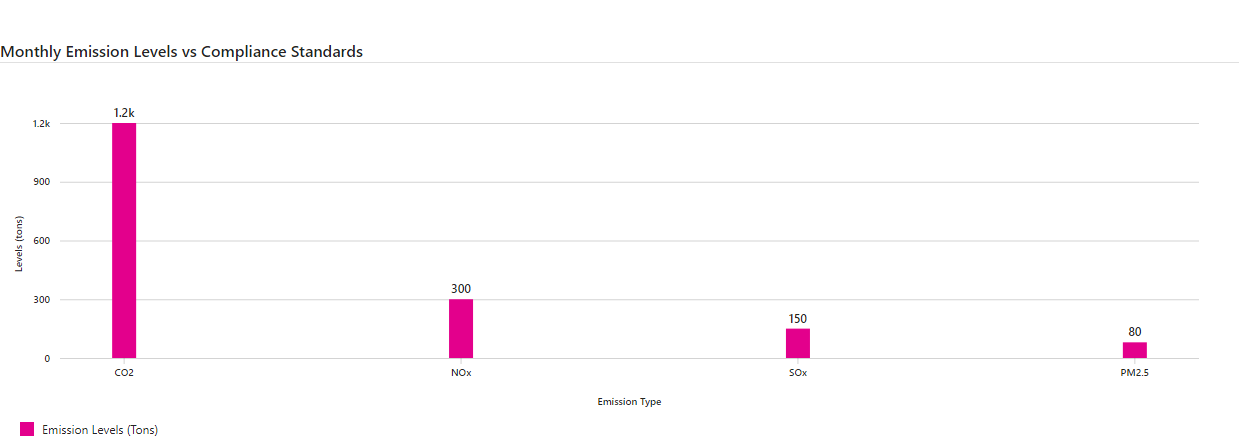 Monthly Emission Levels vs Compliance Standards
1.2k
1.2k
900
600
300
0
Levels (tons)
300
150
80
CO2
NOx
SOx
PM2.5
Emission Type
Emission Levels (Tons)